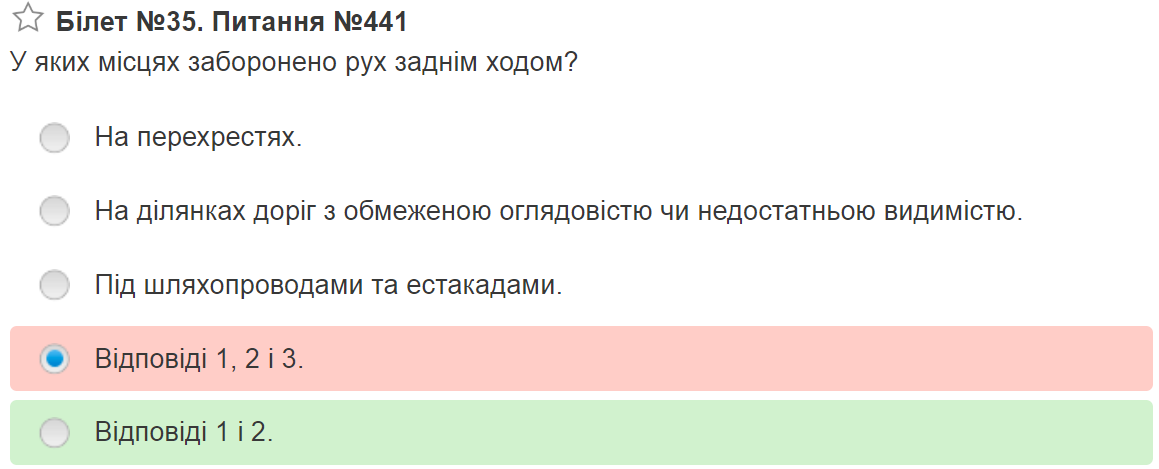 Білет №35. Питання №441
У яких місцях заборонено рух заднім ходом?
На перехрестях.
На ділянках доріг з обмеженою оглядовістю чи недостатньою видимістю.
Під шляхопроводами та естакадами.
Відповіді 1, 2 і 3.
Відповіді 1 і 2.